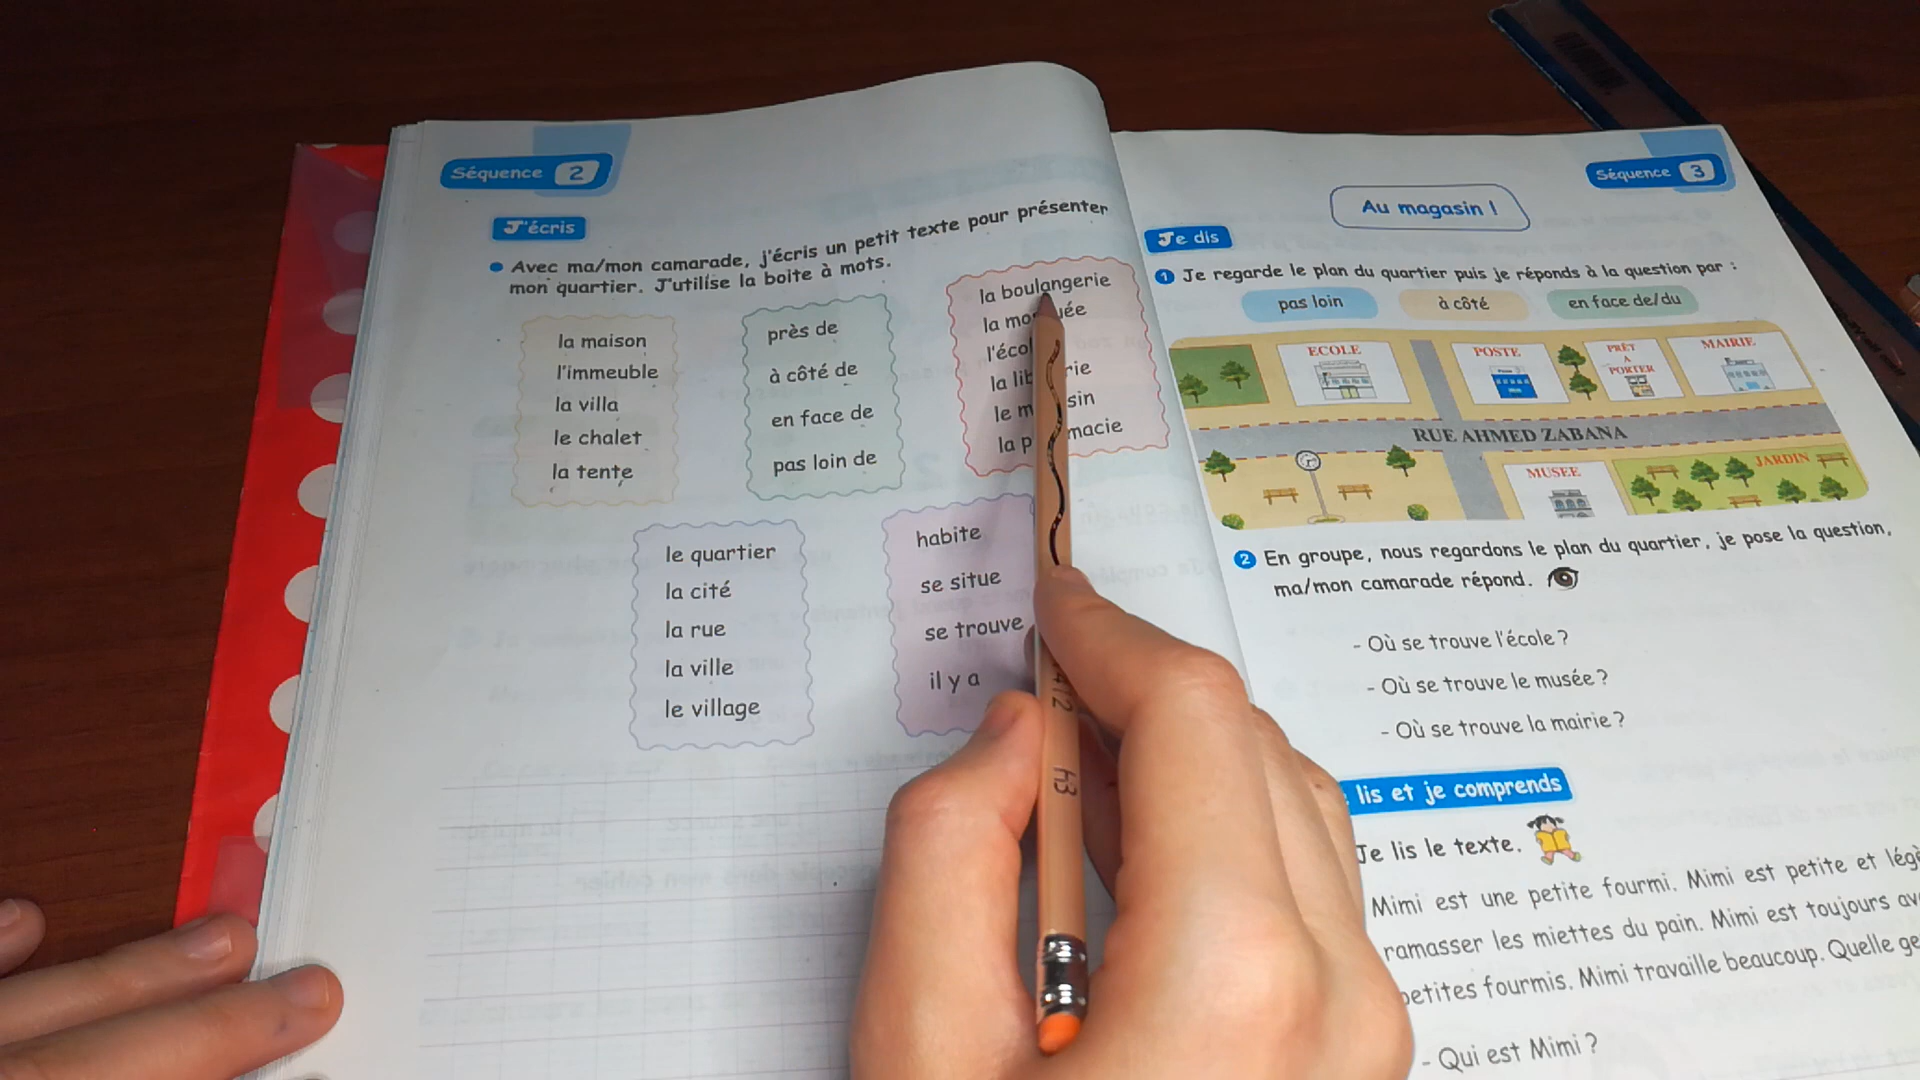 Séquence 2
J'écris
Avec ma/mon camarade, j'écris un petit texte pour présenter
mon quartier. J'utilise la boite à mots.
la maison
l'immeuble
la villa
le chalet
la tente
près de
à côté de
en face de
pas loin de
la boulangerie
la
la
le quartier
la cité
la rue
la ville
le village
habite
se situe
se trouve
il y a
412
h3
Séquence 3
Au magasin !
Je dis
1 Je regarde le plan du quartier puis je réponds à la question par :
pas loin
à côté
en face de/du
ECOLE
POSTE
PRÊT
A
PORTER
MAIRIE
RUE AHMED ZABANA
MUSEE
JARDIN
2 En groupe, nous regardons le plan du quartier, je pose la question,
ma/mon camarade répond.
- Où se trouve l'école ?
- Où se trouve le musée ?
- Où se trouve la mairie ?
lis et je comprends
Je lis le texte.
Mimi est une petite fourmi. Mimi est petite et
ramasser les miettes du pain. Mimi est toujours
petites fourmis. Mimi travaille beaucoup. Quelle
- Qui est Mimi ?